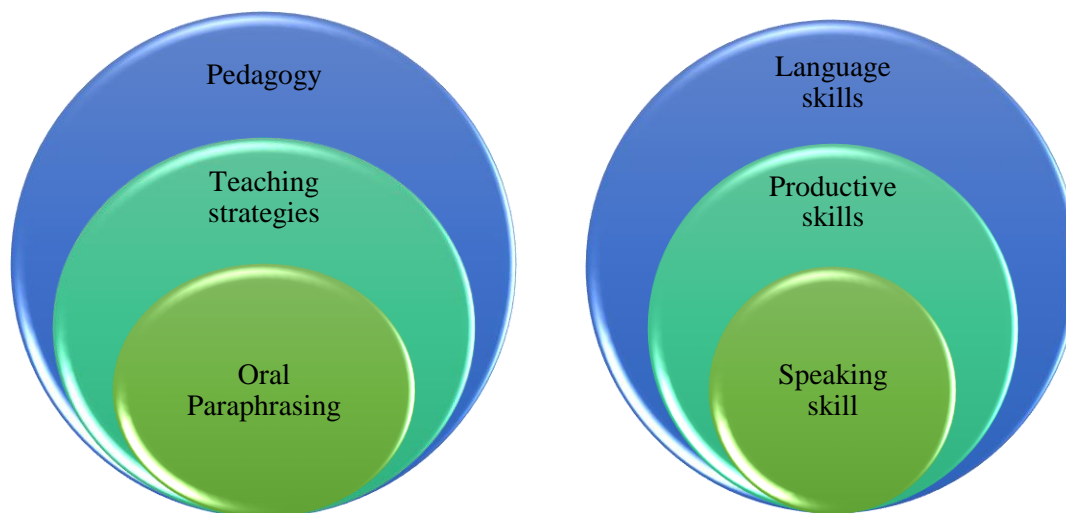 Pedagogy
Teaching
strategies
Oral
Paraphrasing
Language
skills
Productive
skills
Speaking
skill